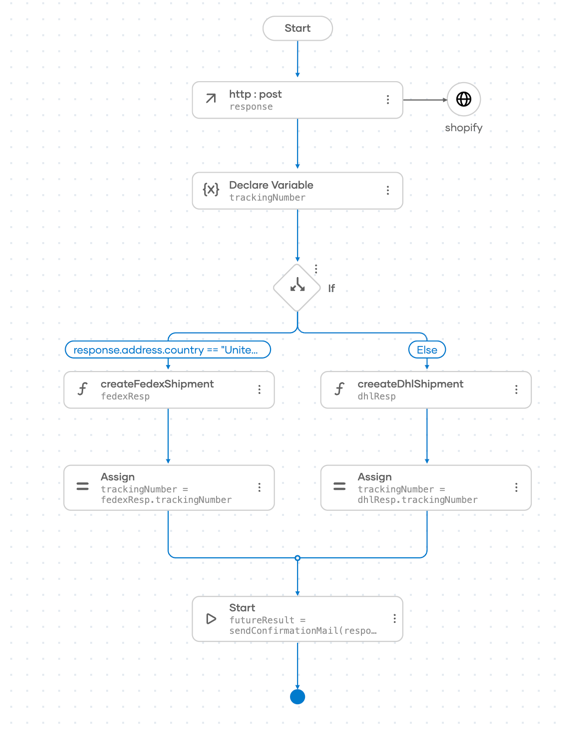 Start
http : post
response
shopify
{x}
Declare Variable
trackingNumber
If
response.address.country == "Unite...
Else
createFedexShipment
fedexResp
creeateDhlShipment
dhlResp
Assign
trackingNumber =
fedexResp.trackingNumber
Assign
trackingNumber =
dhlResp.trackingNumber
Start
futureResult =
sendConfirmationMail(respo...